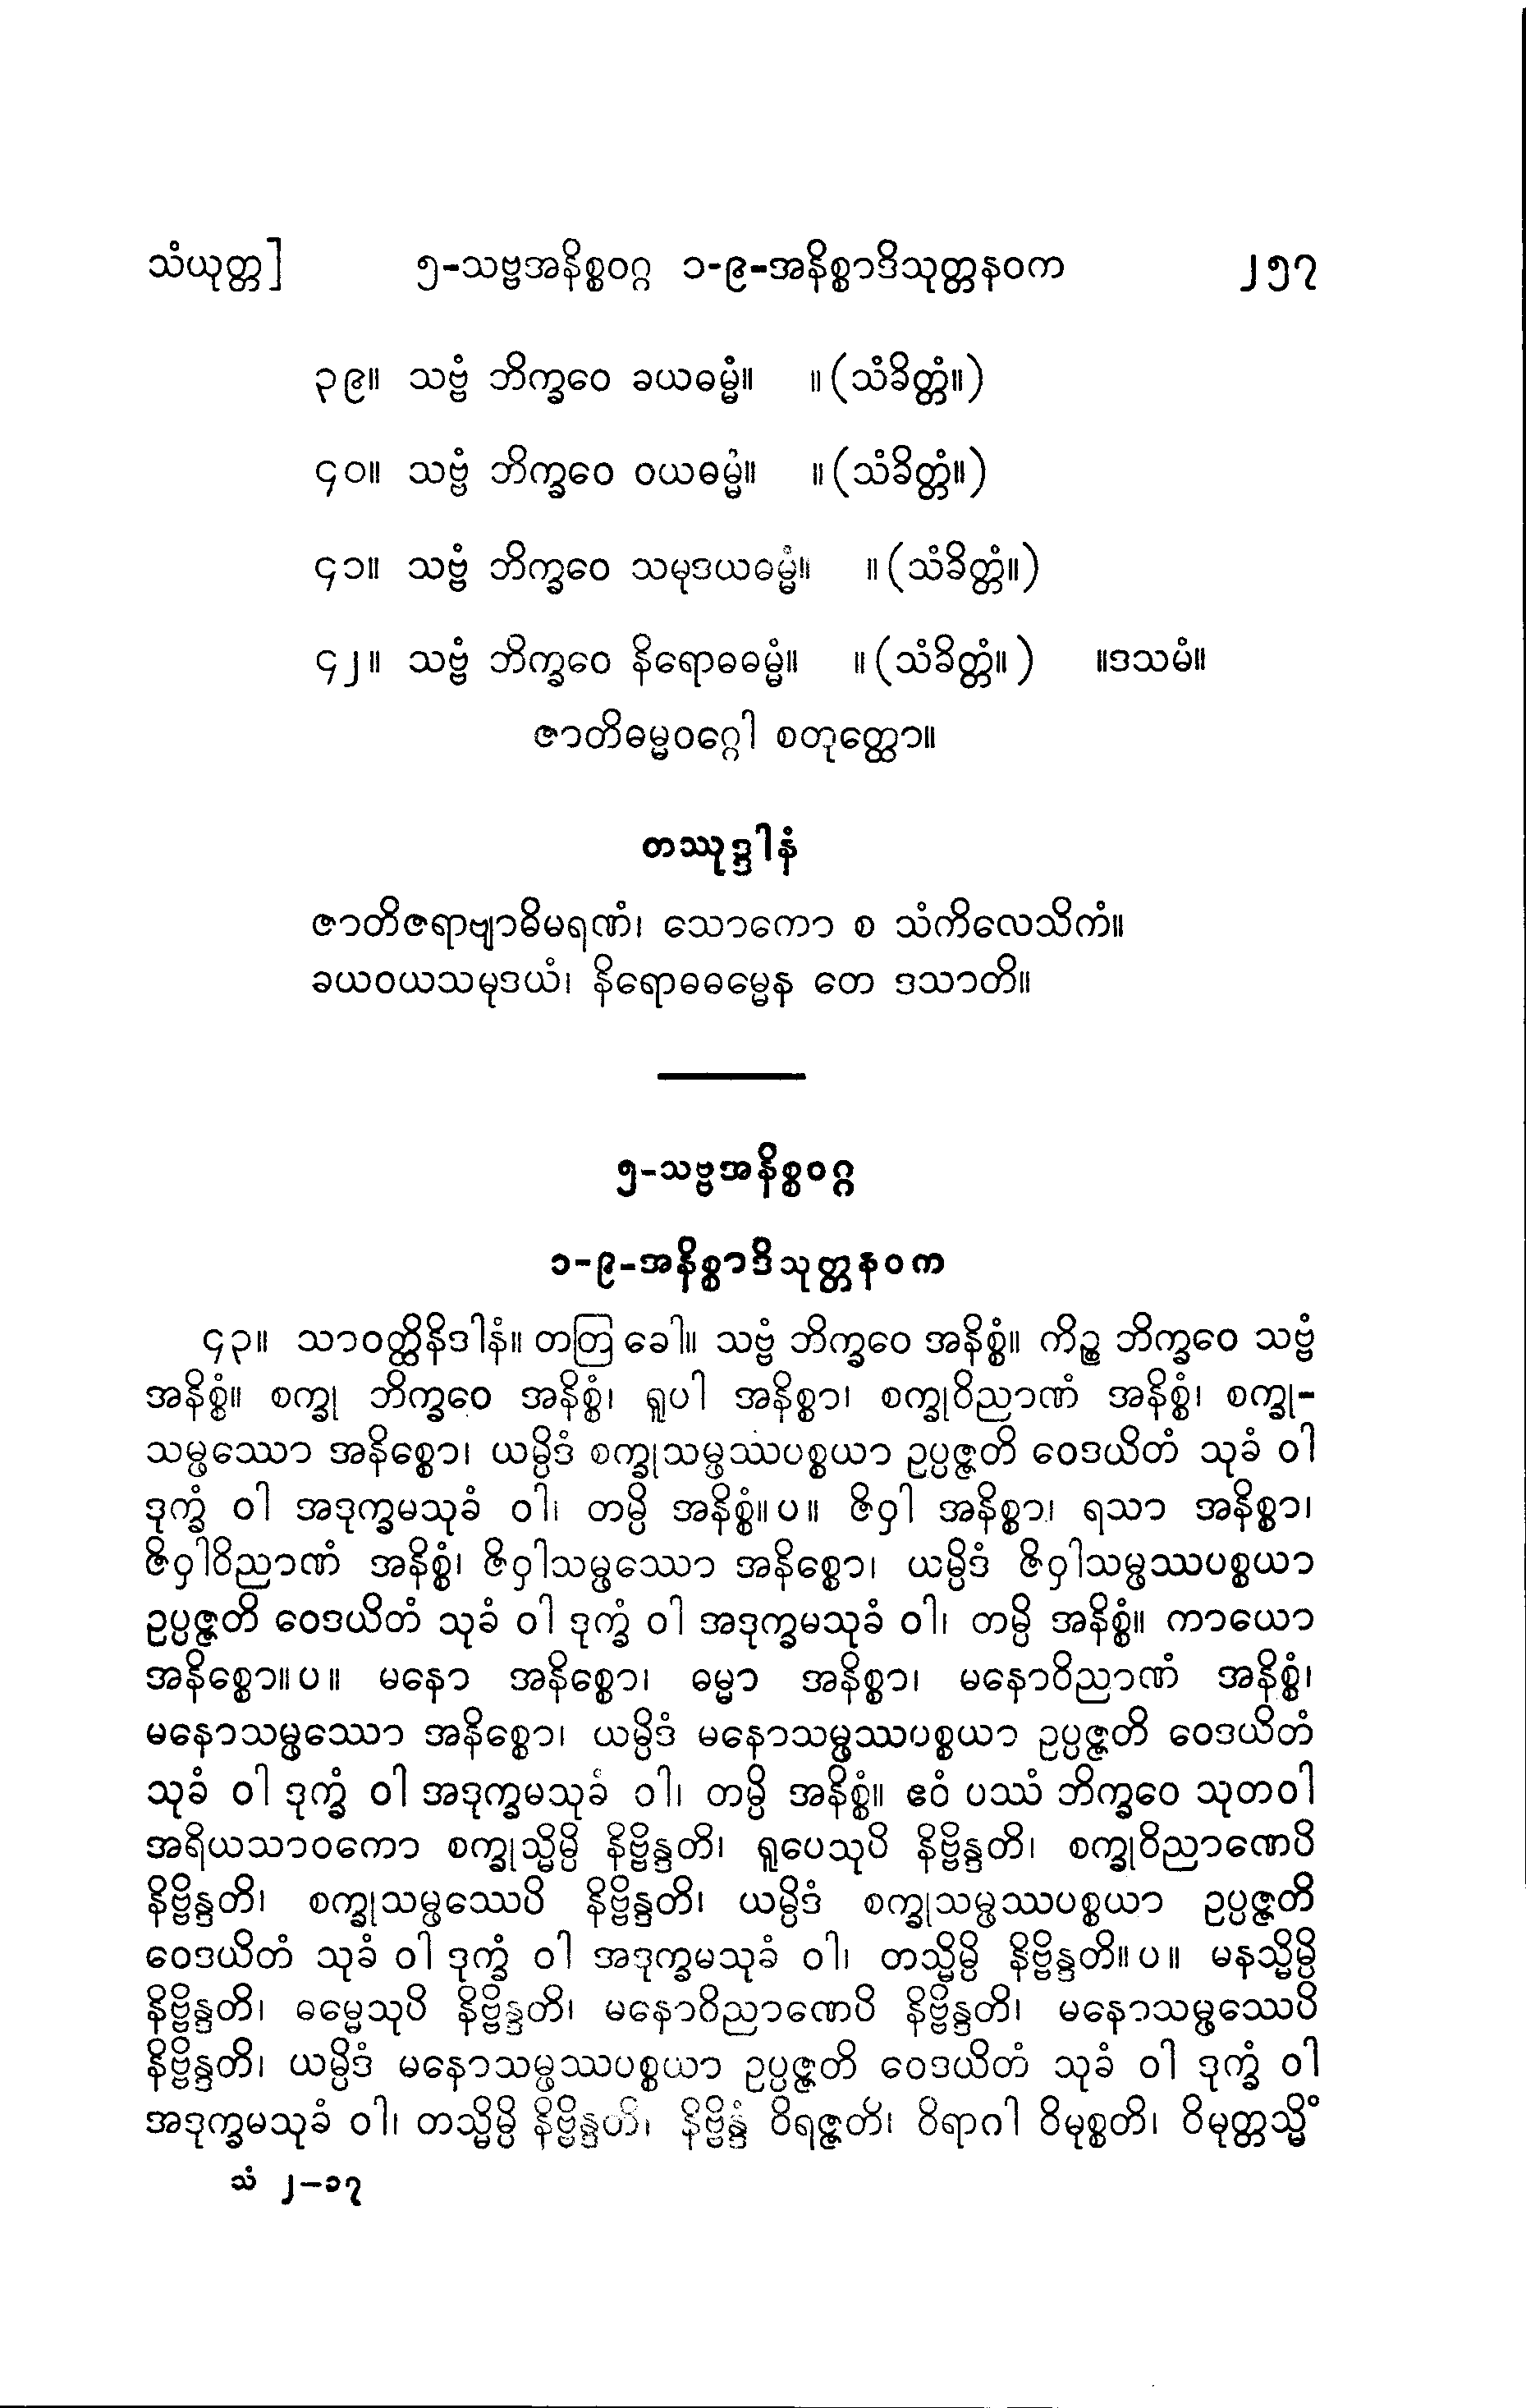 သံယုတ္တ] ၅-သဗ္ဗအနိစ္စဝဂ္ဂ ၁-၉-အနိစ္စာဒိသုတ္တနဝက ၂၅၇
၃၉။ သဗ္ဗံ ဘိက္ခဝေ ခယဓမ္မံ။ ။(သံခိတ္တံ။)
၄၀။ သဗ္ဗံ ဘိက္ခဝေ ဝယဓမ္မံ။ ။(သံခိတ္တံ။)
၄၁။ သဗ္ဗံ ဘိက္ခဝေ သမုဒယဓမ္မံ။ ။(သံခိတ္တံ။)
၄၂။ သဗ္ဗံ ဘိက္ခဝေ နိရောဓဓမ္မံ။ ။(သံခိတ္တံ။) ။ဒသမံ။
ဇာတိဓမ္မဝဂ္ဂေါ စတုတ္ထော။
တဿုဒ္ဒါနံ
ဇာတိဇရာဗျာဓိမရဏံ၊ သောကော စ သံကိလေသိကံ။
ခယဝယသမုဒယံ၊ နိရောဓဓမ္မေန တေ ဒသာတိ။
၅-သဗ္ဗအနိစ္စဝဂ္ဂ
၁-၉-အနိစ္စာဒိသုတ္တနဝက
၄၃။ သာဝတ္ထိနိဒါနံ။ တတြ ခေါ။ သဗ္ဗံ ဘိက္ခဝေ အနိစ္စံ။ ကိဉ္စ ဘိက္ခဝေ သဗ္ဗံ
အနိစ္စံ။ စက္ခု ဘိက္ခဝေ အနိစ္စံ၊ ရူပါ အနိစ္စာ၊ စက္ခုဝိညာဏံ အနိစ္စံ၊ စက္ခု-
သမ္ဖဿော အနိစ္စော၊ ယမ္ပိဒံ စက္ခုသမ္ဖဿပစ္စယာ ဥပ္ပဇ္ဇတိ ဝေဒယိတံ သုခံ ဝါ
ဒုက္ခံ ဝါ အဒုက္ခမသုခံ ဝါ၊ တမ္ပိ အနိစ္စံ။ပ။ ဇိဝှါ အနိစ္စာ၊ ရသာ အနိစ္စာ၊
ဇိဝှါဝိညာဏံ အနိစ္စံ၊ ဇိဝှါသမ္ဖဿော အနိစ္စော၊ ယမ္ပိဒံ ဇိဝှါသမ္ဖဿပစ္စယာ
ဥပ္ပဇ္ဇတိ ဝေဒယိတံ သုခံ ဝါ ဒုက္ခံ ဝါ အဒုက္ခမသုခံ ဝါ၊ တမ္ပိ အနိစ္စံ။ ကာယော
အနိစ္စော။ပ။ မနော အနိစ္စော၊ ဓမ္မာ အနိစ္စာ၊ မနောဝိညာဏံ အနိစ္စံ၊
မနောသမ္ဖဿော အနိစ္စော၊ ယမ္ပိဒံ မနောသမ္ဖဿပစ္စယာ ဥပ္ပဇ္ဇတိ ဝေဒယိတံ
သုခံ ဝါ ဒုက္ခံ ဝါ အဒုက္ခမသုခံ ဝါ၊ တမ္ပိ အနိစ္စံ။ ဧဝံ ပဿံ ဘိက္ခဝေ သုတဝါ
အရိယသာဝကော စက္ခုသ္မိမ္ပိ နိဗ္ဗိန္ဒတိ၊ ရူပေသုပိ နိဗ္ဗိန္ဒတိ၊ စက္ခုဝိညာဏေပိ
နိဗ္ဗိန္ဒတိ၊ စက္ခုသမ္ဖဿေပိ နိဗ္ဗိန္ဒတိ၊ ယမ္ပိဒံ စက္ခုသမ္ဖဿပစ္စယာ ဥပ္ပဇ္ဇတိ
ဝေဒယိတံ သုခံ ဝါ ဒုက္ခံ ဝါ အဒုက္ခမသုခံ ဝါ၊ တသ္မိမ္ပိ နိဗ္ဗိန္ဒတိ။ပ။ မနသ္မိမ္ပိ
နိဗ္ဗိန္ဒတိ၊ ဓမ္မေသုပိ နိဗ္ဗိန္ဒတိ၊ မနောဝိညာဏေပိ နိဗ္ဗိန္ဒတိ၊ မနောသမ္ဖဿေပိ
နိဗ္ဗိန္ဒတိ၊ ယမ္ပိဒံ မနောသမ္ဖဿပစ္စယာ ဥပ္ပဇ္ဇတိ ဝေဒယိတံ သုခံ ဝါ ဒုက္ခံ ဝါ
အဒုက္ခမသုခံ ဝါ၊ တသ္မိမ္ပိ နိဗ္ဗိန္ဒတိ၊ နိဗ္ဗိန္ဒံ ဝိရဇ္ဇတိ၊ ဝိရာဂါ ဝိမုစ္စတိ၊ ဝိမုတ္တသ္မိံ
သံ ၂−၁၇